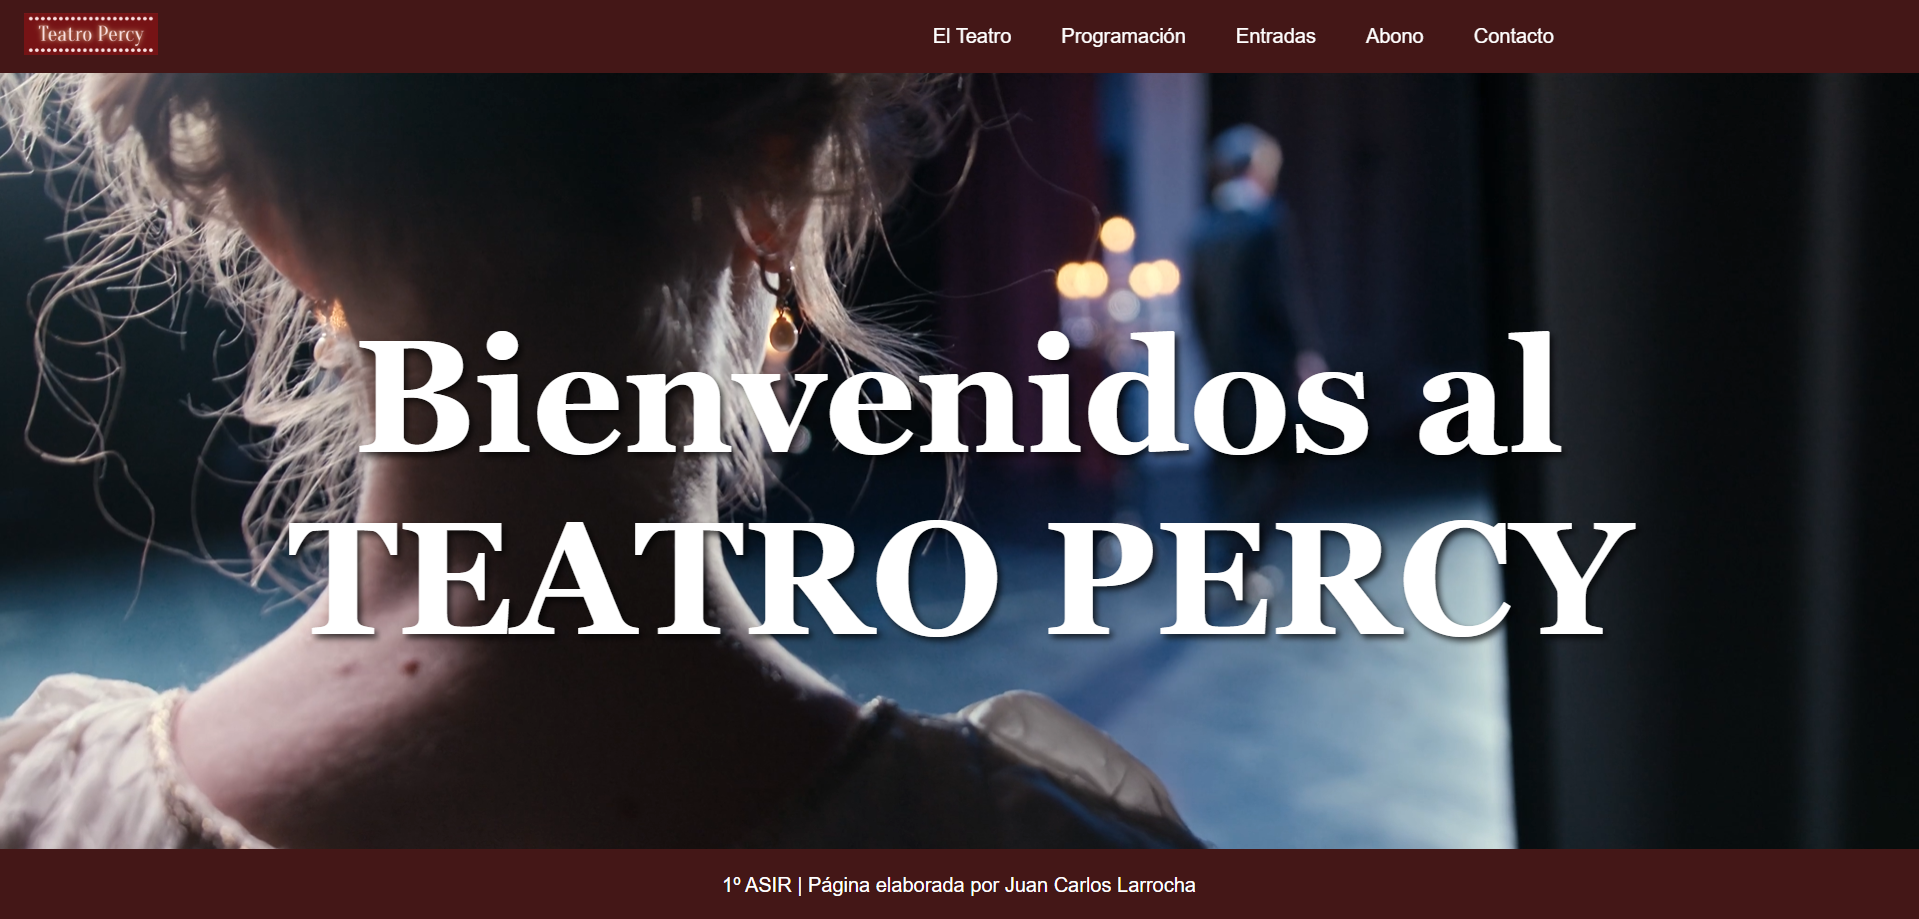 Teatro Percy
El Teatro Programación Entradas Abono Contacto
Bienvenidos al
TEATRO PERCY
1º ASIR | Página elaborada por Juan Carlos Larrocha